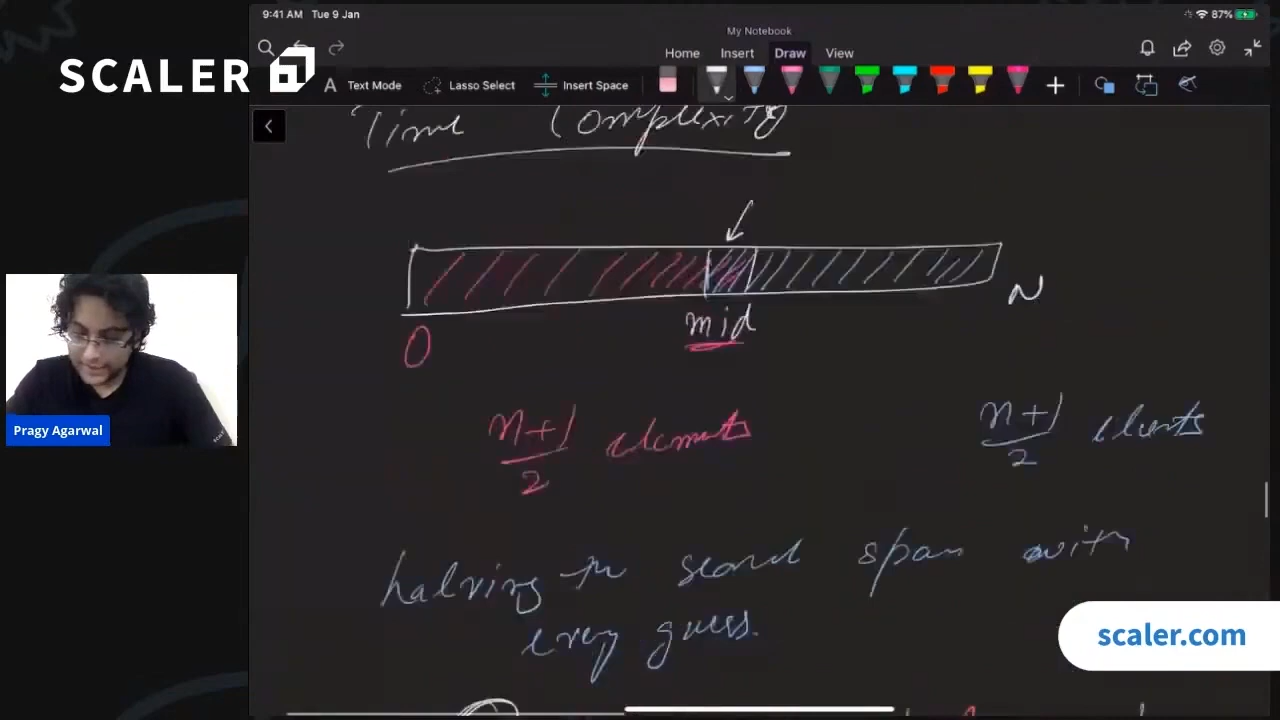 9:41 AM Tue 9 Jan
87%
My Notebook
SCALER
Home Insert Draw View
A Text Mode Lasso Select Insert Space
Time Complexity
mid
N
0
n+1
2 elements
n+1
2 elements
Pragy Agarwal
halving the search span with
every guess.
scaler.com